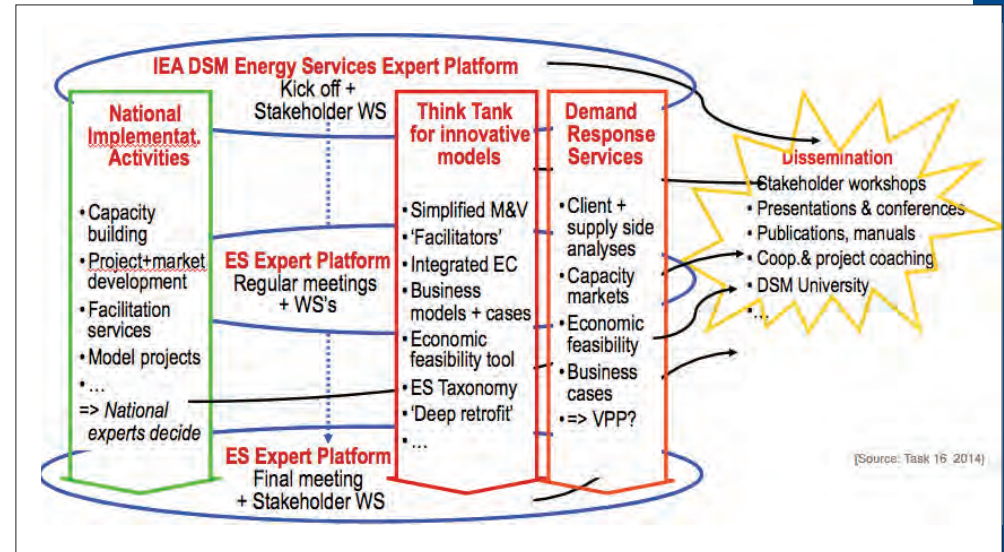 IEA DSM Energy Services Expert Platform
Kick off +
Stakeholder WS
National
Implementat.
Activities
•Capacity
building
•Project+market
development
•Facilitation
services
•Model projects
•…
=> National
experts decide
ES Expert Platform
Regular meetings
+ WS's
ES Expert Platform
Final meeting
+ Stakeholder WS
Think Tank
for innovative
models
•Simplified M&V
•'Facilitators'
•Integrated EC
•Business
models + cases
•Economic
feasibility tool
•ES Taxonomy
•'Deep retrofit'
•…
Demand
Response
Services
•Client +
supply side
analyses
•Capacity
markets
•Economic
feasibility
•Business
cases
•=> VPP?
Dissemination
•Stakeholder workshops
•Presentations & conferences
•Publications, manuals
•Coop.& project coaching
•DSM University
•…
[Source: Task 16 2014]